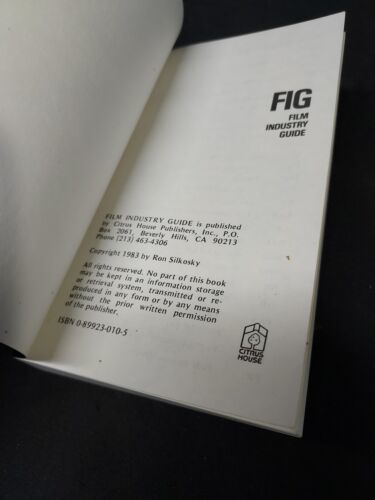 FIG
FILM
INDUSTRY
GUIDE
FILM INDUSTRY GUIDE is published
by Citrus House Publishers, Inc., P.O.
Box 2061, Beverly Hills, CA 90213
Phone (213) 463-4306
Copyright 1983 by Ron Silkosky
All rights reserved. No part of this book
may be kept in an information storage
or retrieval system, transmitted or re-
produced in any form or by any means
without the prior written permission
of the publisher.
ISBN 0-89923-010-5
CITRUS
HOUSE